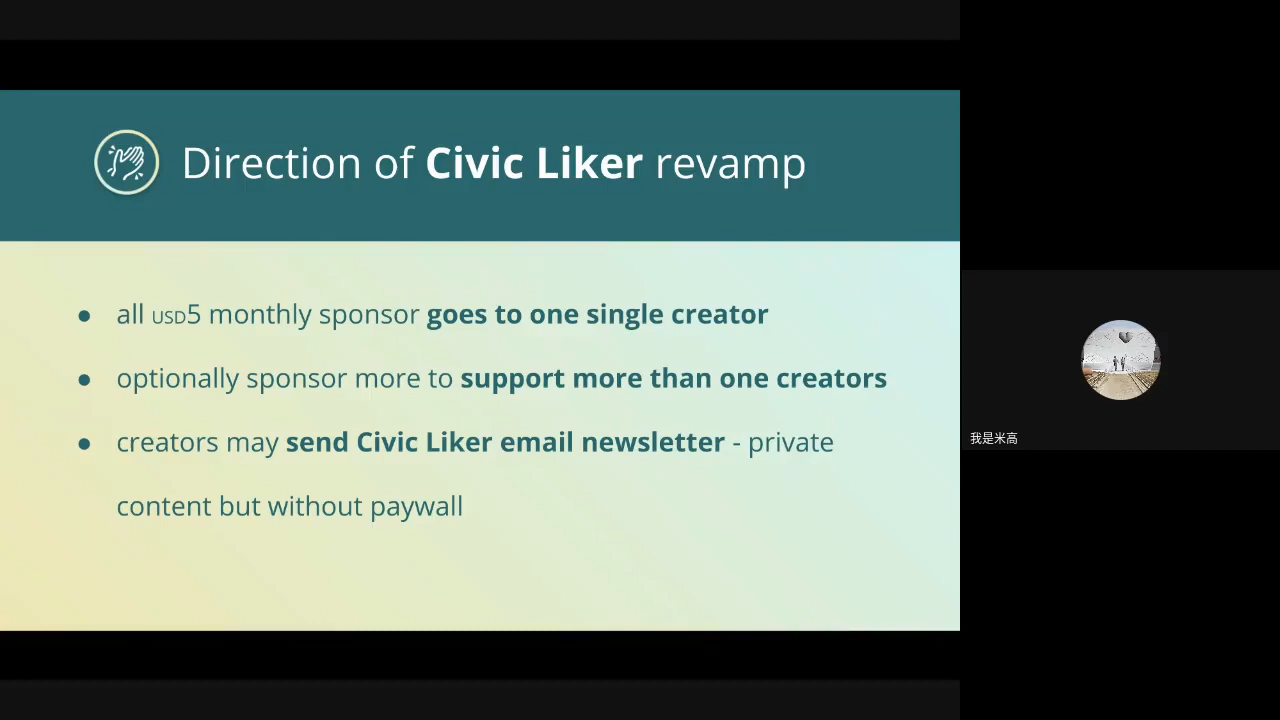 Direction of Civic Liker revamp
● all USD5 monthly sponsor goes to one single creator
● optionally sponsor more to support more than one creators
● creators may send Civic Liker email newsletter - private
content but without paywall
我是米高